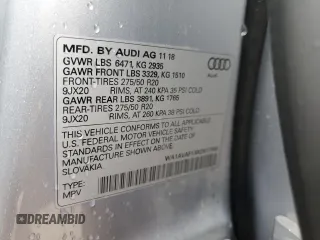 MFD. BY AUDI AG 11 18
GVWR LBS 6471, KG 2935
GAWR FRONT LBS 3329, KG 1510
FRONT-TIRES 275/50 R20
9JX20 RIMS, AT 240 KPA 35 PSI COLD
GAWR REAR LBS 3891, KG 1765
REAR-TIRES 275/50 R20
9JX20 RIMS, AT 260 KPA 38 PSI COLD
THIS VEHICLE CONFORMS TO ALL APPLICABLE
U.S. FEDERAL MOTOR VEHICLE SAFETY
STANDARDS IN EFFECT ON THE DATE OF
MANUFACTURE SHOWN ABOVE
TYPE:
MPV
SLOVAKIA
Audi
DREAMBID
.COM